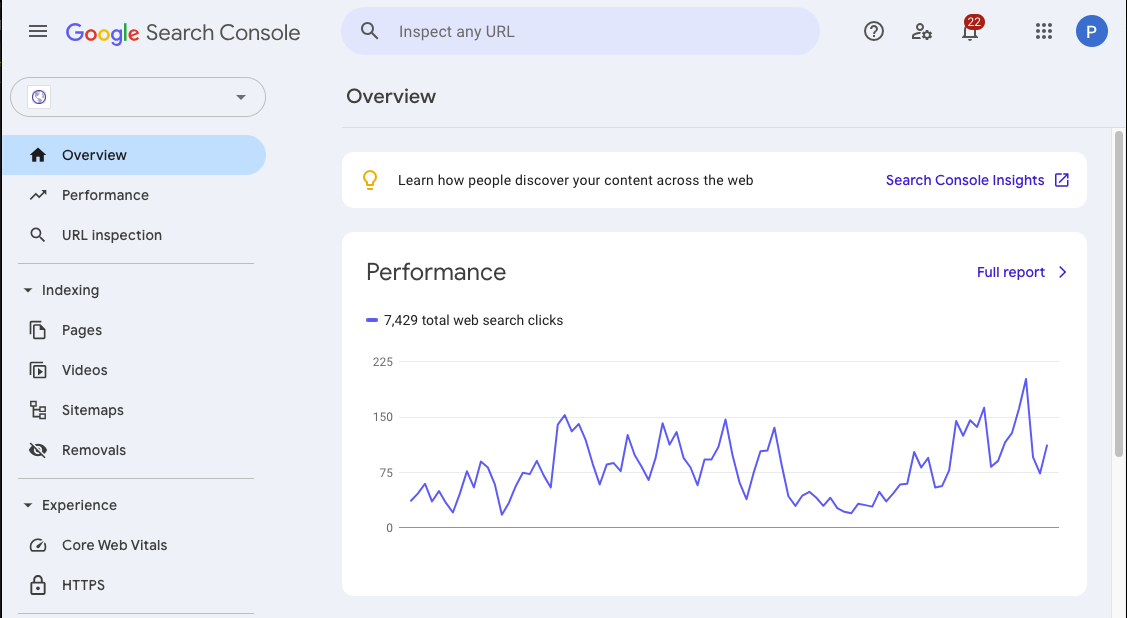 Google Search Console
Inspect any URL
22
P
Overview
Performance
URL inspection
Indexing
Pages
Videos
Sitemaps
Removals
Experience
Core Web Vitals
HTTPS
Overview
Learn how people discover your content across the web
Search Console Insights
Performance
Full report
7,429 total web search clicks
225
150
75
0